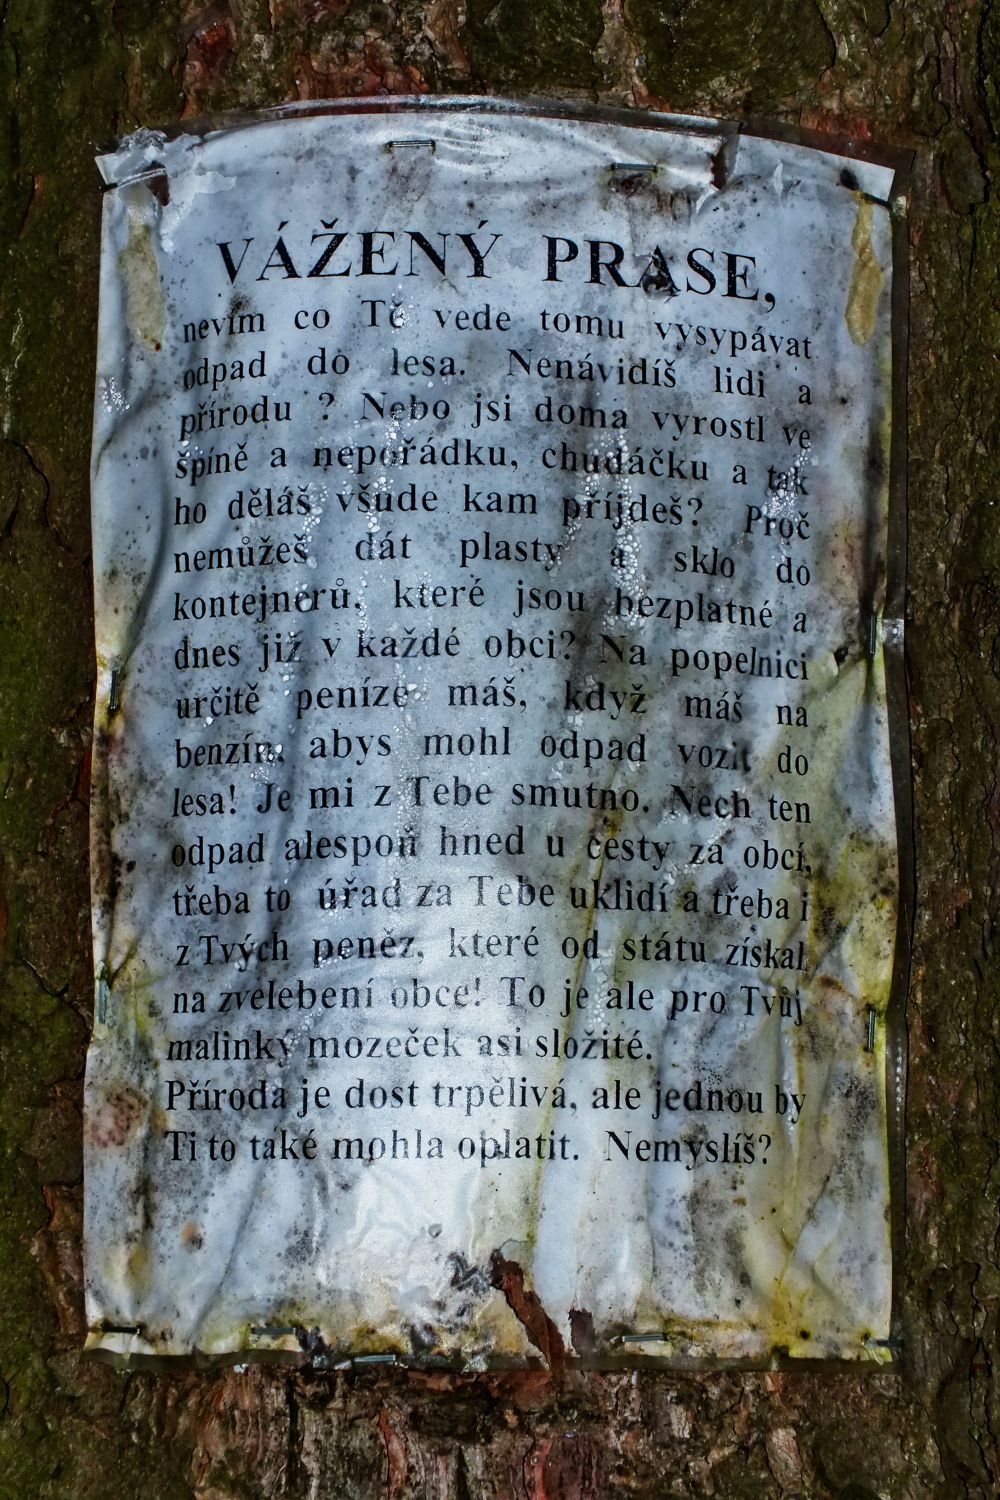 VÁŽENÝ PRASE,
nevím co Tě vede tomu vysypávat
odpad do lesa. Nenávidíš lidi a
přírodu ? Nebo jsi doma vyrostl ve
špíně a nepořádku, chudáčku a tak
ho děláš všude kam příjdeš? Proč
nemůžeš dát plasty a sklo do
kontejnerů, které jsou bezplatné a
dnes již v každé obci? Na popelnici
určitě peníze máš, když máš na
benzín, abys mohl odpad vozit do
lesa! Je mi z Tebe smutno. Nech ten
odpad alespoň hned u cesty za obcí,
třeba to úřad za Tebe uklidí a třeba i
z Tvých peněz, které od státu získal
na zvelebení obce! To je ale pro Tvůj
malinký mozeček asi složité.
Příroda je dost trpělivá, ale jednou by
Ti to také mohla oplatit. Nemyslíš?